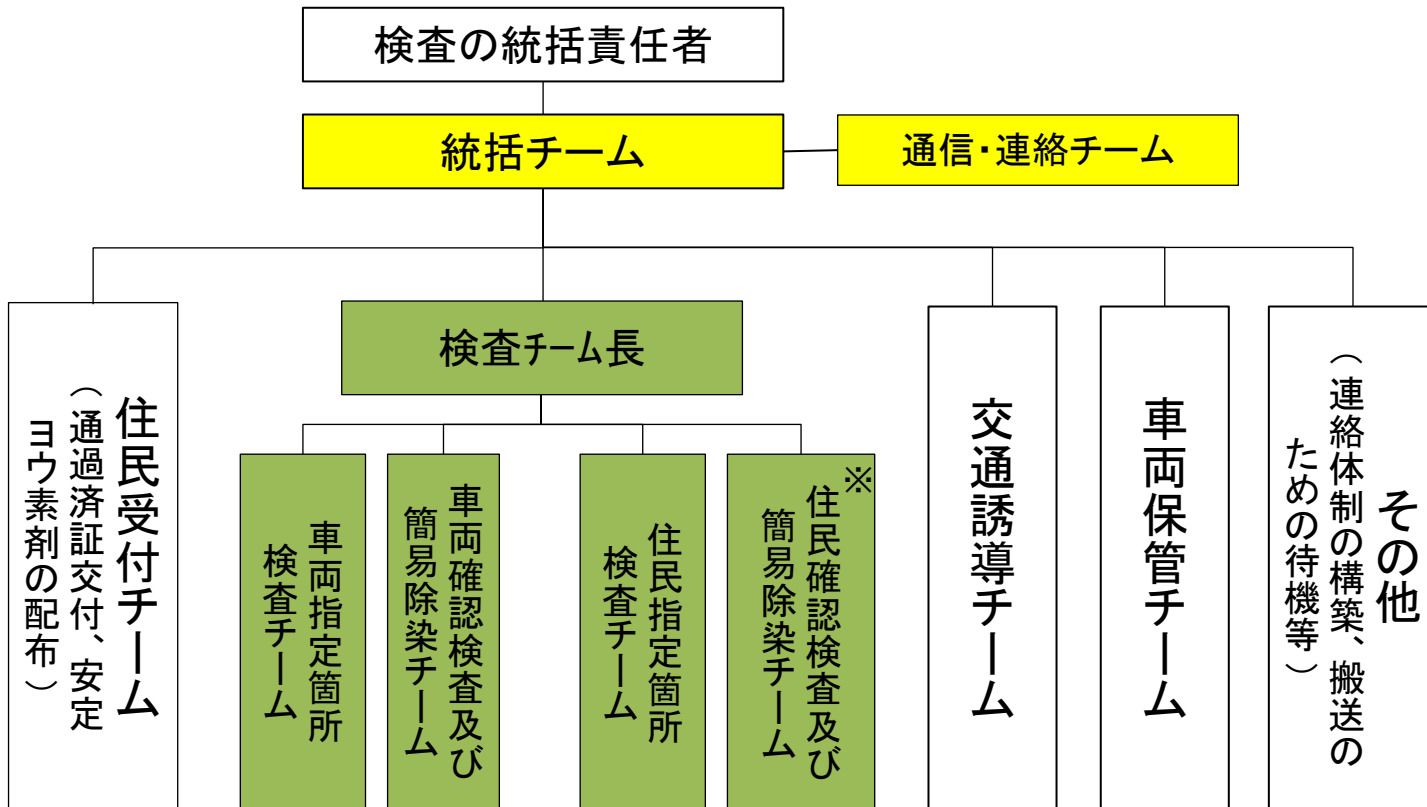 検査の統括責任者
統括チーム
通信・連絡チーム
検査チーム長
住民受付チーム
（通過済証交付、安定
ヨウ素剤の配布）
車両指定箇所
検査チーム
車両確認検査及び
簡易除染チーム
住民指定箇所
検査チーム
※
住民確認検査及び
簡易除染チーム
交通誘導チーム
車両保管チーム
その他
（連絡体制の構築、搬送の
ための待機等）